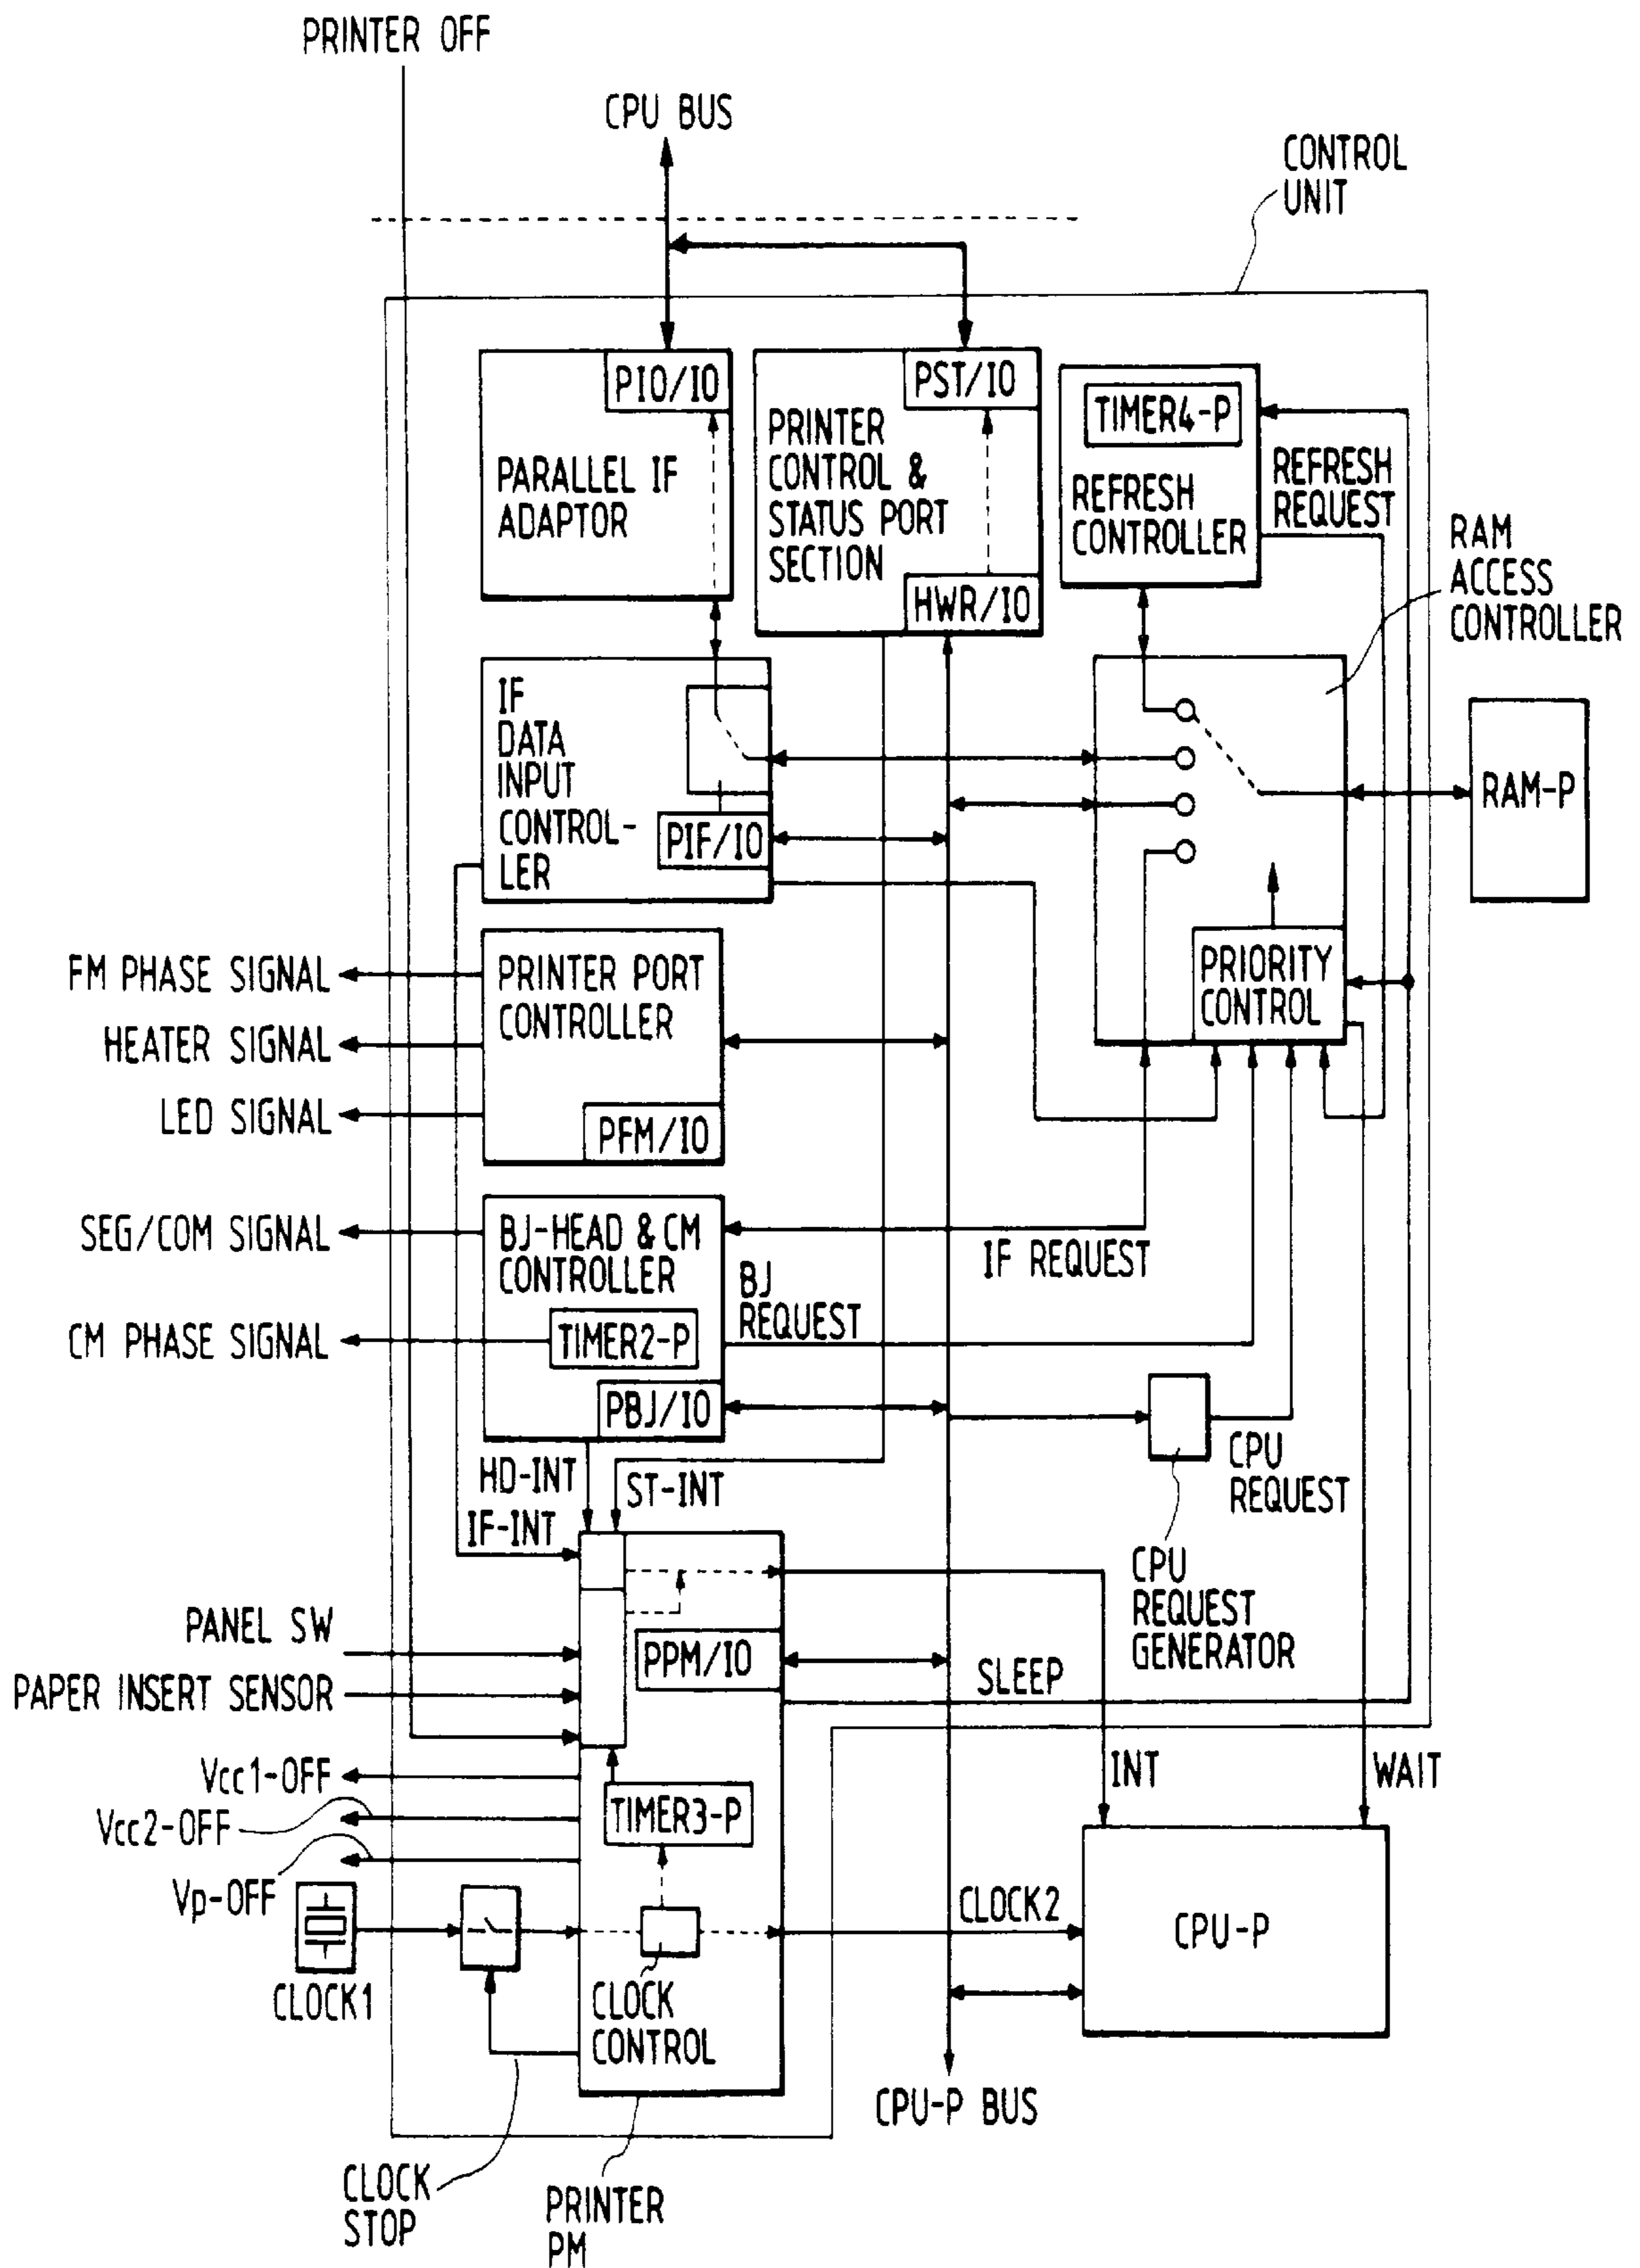 PRINTER OFF
CPU BUS
CONTROL
UNIT
PIO/IO
PARALLEL IF
ADAPTOR
PST/IO
PRINTER
CONTROL &
STATUS PORT
SECTION
HWR/IO
TIMER4-P
REFRESH
CONTROLLER
REFRESH
REQUEST
RAM
ACCESS
CONTROLLER
IF
DATA
INPUT
CONTROL-
LER
PIF/IO
RAM-P
PRIORITY
CONTROL
FM PHASE SIGNAL
HEATER SIGNAL
LED SIGNAL
PRINTER PORT
CONTROLLER
PFM/IO
SEG/COM SIGNAL
CM PHASE SIGNAL
BJ-HEAD & CM
CONTROLLER
TIMER2-P
PBJ/IO
BJ
REQUEST
IF REQUEST
CPU
REQUEST
HD-INT
ST-INT
IF-INT
CPU
REQUEST
GENERATOR
PANEL SW
PAPER INSERT SENSOR
PPM/IO
SLEEP
Vcc1-OFF
Vcc2-OFF
Vp-OFF
TIMER3-P
INT
WAIT
CLOCK1
CLOCK2
CPU-P
CLOCK
CONTROL
CPU-P BUS
CLOCK
STOP
PRINTER
PM